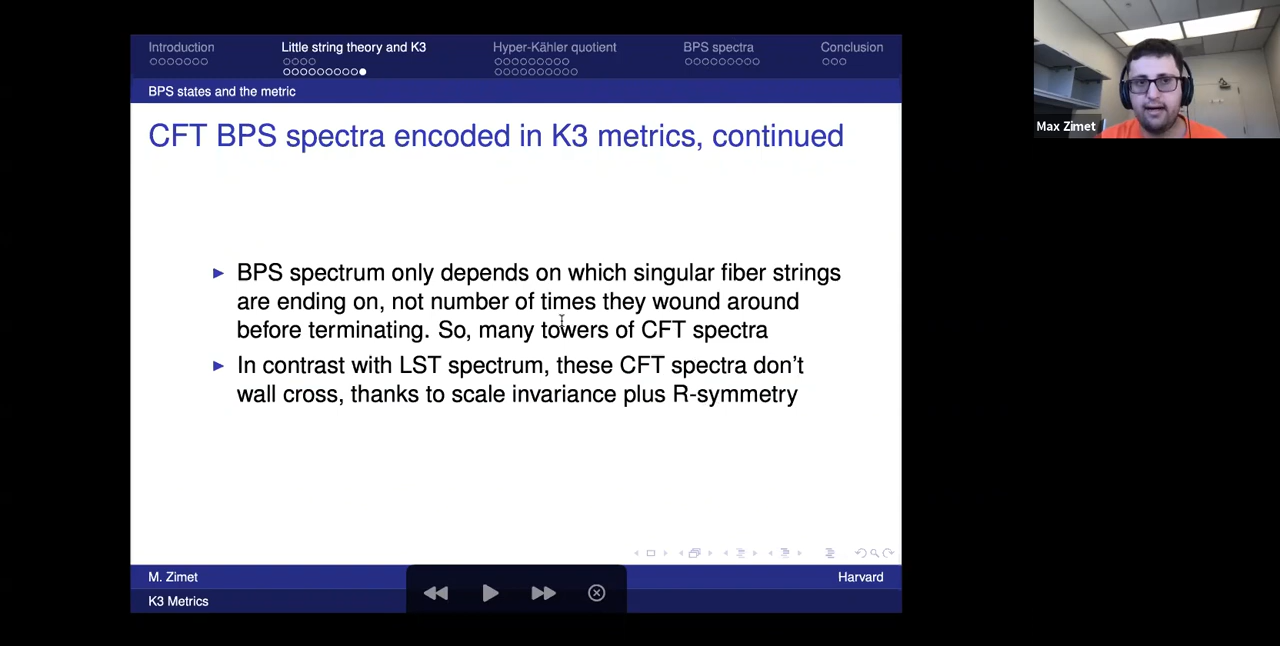 Introduction
Little string theory and K3
Hyper-Kähler quotient
BPS spectra
Conclusion
BPS states and the metric
CFT BPS spectra encoded in K3 metrics, continued
BPS spectrum only depends on which singular fiber strings
are ending on, not number of times they wound around
before terminating. So, many towers of CFT spectra
In contrast with LST spectrum, these CFT spectra don't
wall cross, thanks to scale invariance plus R-symmetry
M. Zimet
Harvard
K3 Metrics
Max Zimet